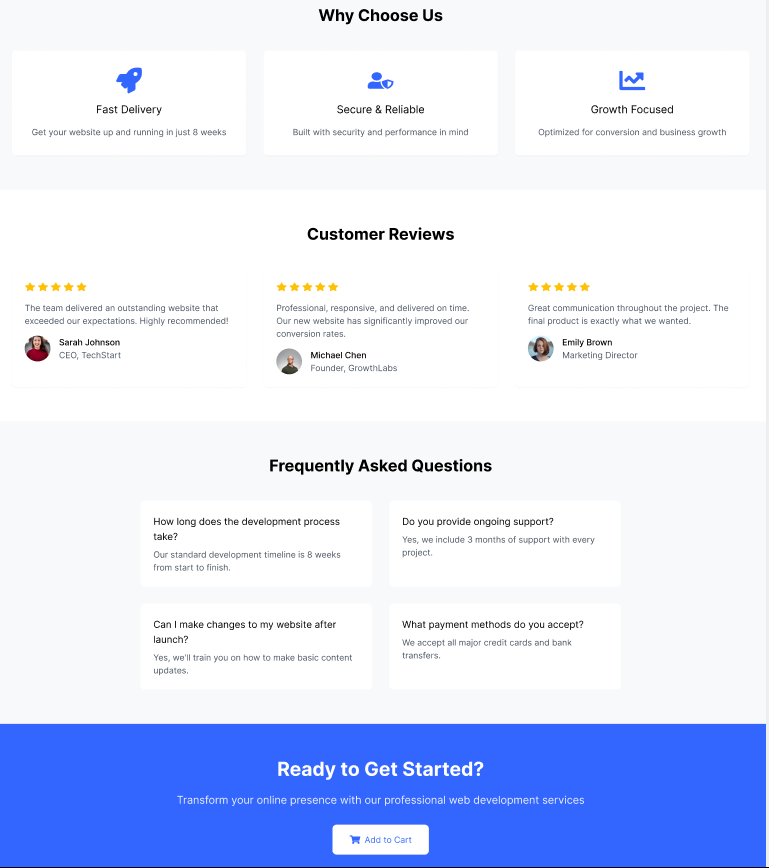 Why Choose Us
Fast Delivery
Get your website up and running in just 8 weeks
Secure & Reliable
Built with security and performance in mind
Growth Focused
Optimized for conversion and business growth
Customer Reviews
The team delivered an outstanding website that
exceeded our expectations. Highly recommended!
Sarah Johnson
CEO, TechStart
Professional, responsive, and delivered on time.
Our new website has significantly improved our
conversion rates.
Michael Chen
Founder, GrowthLabs
Great communication throughout the project. The
final product is exactly what we wanted.
Emily Brown
Marketing Director
Frequently Asked Questions
How long does the development process
take?
Our standard development timeline is 8 weeks
from start to finish.
Do you provide ongoing support?
Yes, we include 3 months of support with every
project.
Can I make changes to my website after
launch?
Yes, we'll train you on how to make basic content
updates.
What payment methods do you accept?
We accept all major credit cards and bank
transfers.
Ready to Get Started?
Transform your online presence with our professional web development services
Add to Cart